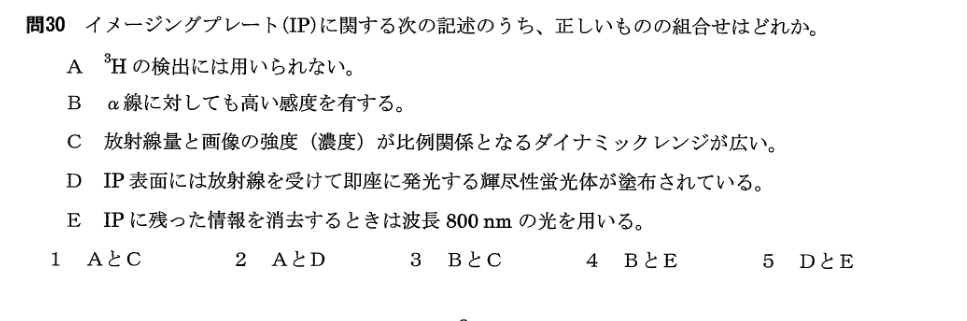 問30 イメージングプレート(IP)に関する次の記述のうち、正しいものの組合せはどれか。
A ³H の検出には用いられない。
B α線に対しても高い感度を有する。
C 放射線量と画像の強度（濃度）が比例関係となるダイナミックレンジが広い。
D IP 表面には放射線を受けて即座に発光する輝尽性蛍光体が塗布されている。
E IP に残った情報を消去するときは波長 800 nm の光を用いる。
1 AとC 2 AとD 3 BとC 4 BとE 5 DとE